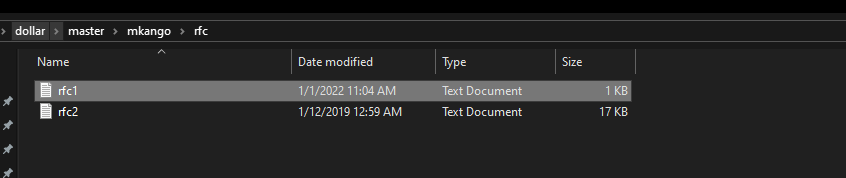 dollar > master > mkango > rfc
Name Date modified Type Size
rfc1 1/1/2022 11:04 AM Text Document 1 KB
rfc2 1/12/2019 12:59 AM Text Document 17 KB